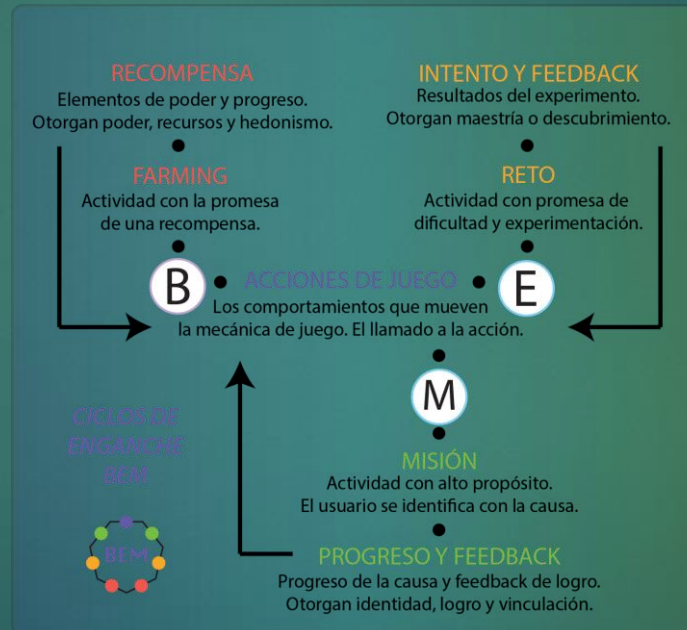 RECOMPENSA
Elementos de poder y progreso.
Otorgan poder, recursos y hedonismo.
FARMING
Actividad con la promesa
de una recompensa.
INTENTO Y FEEDBACK
Resultados del experimento.
Otorgan maestría o descubrimiento.
RETO
Actividad con promesa de
dificultad y experimentación.
B
ACCIONES DE JUEGO
E
Los comportamientos que mueven
la mecánica de juego. El llamado a la acción.
M
MISIÓN
Actividad con alto propósito.
El usuario se identifica con la causa.
PROGRESO Y FEEDBACK
Progreso de la causa y feedback de logro.
Otorgan identidad, logro y vinculación.
CICLOS DE
ENGANCHE
BEM
BEM